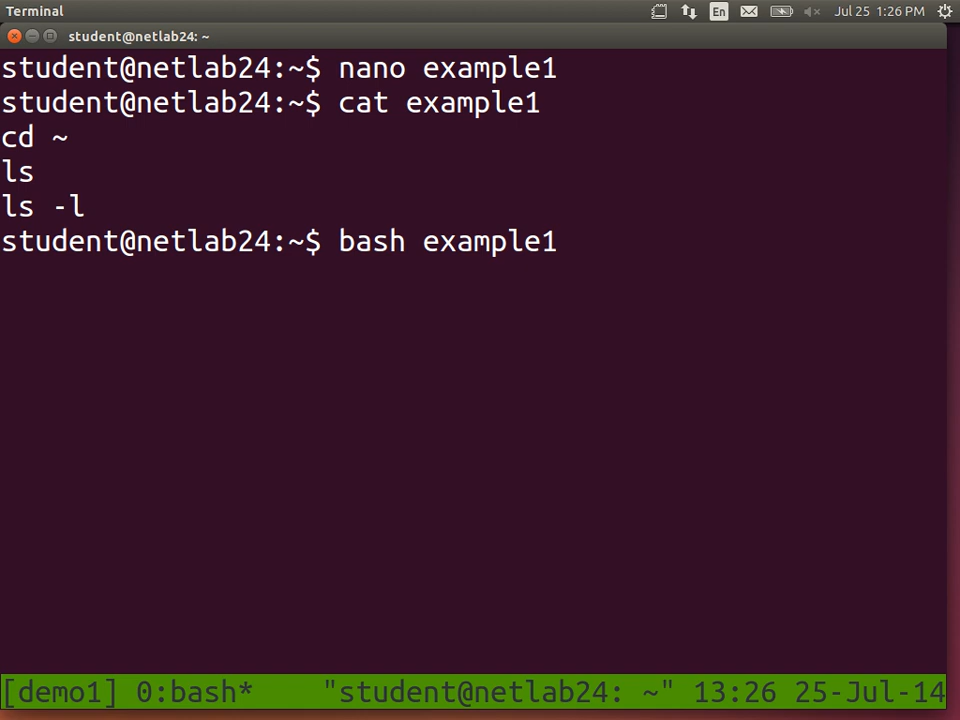 Terminal En Jul 25 1:26 PM
student@netlab24: ~
student@netlab24:~$ nano example1
student@netlab24:~$ cat example1
cd ~
ls
ls -l
student@netlab24:~$ bash example1
[demo1] 0:bash* "student@netlab24: ~" 13:26 25-Jul-14